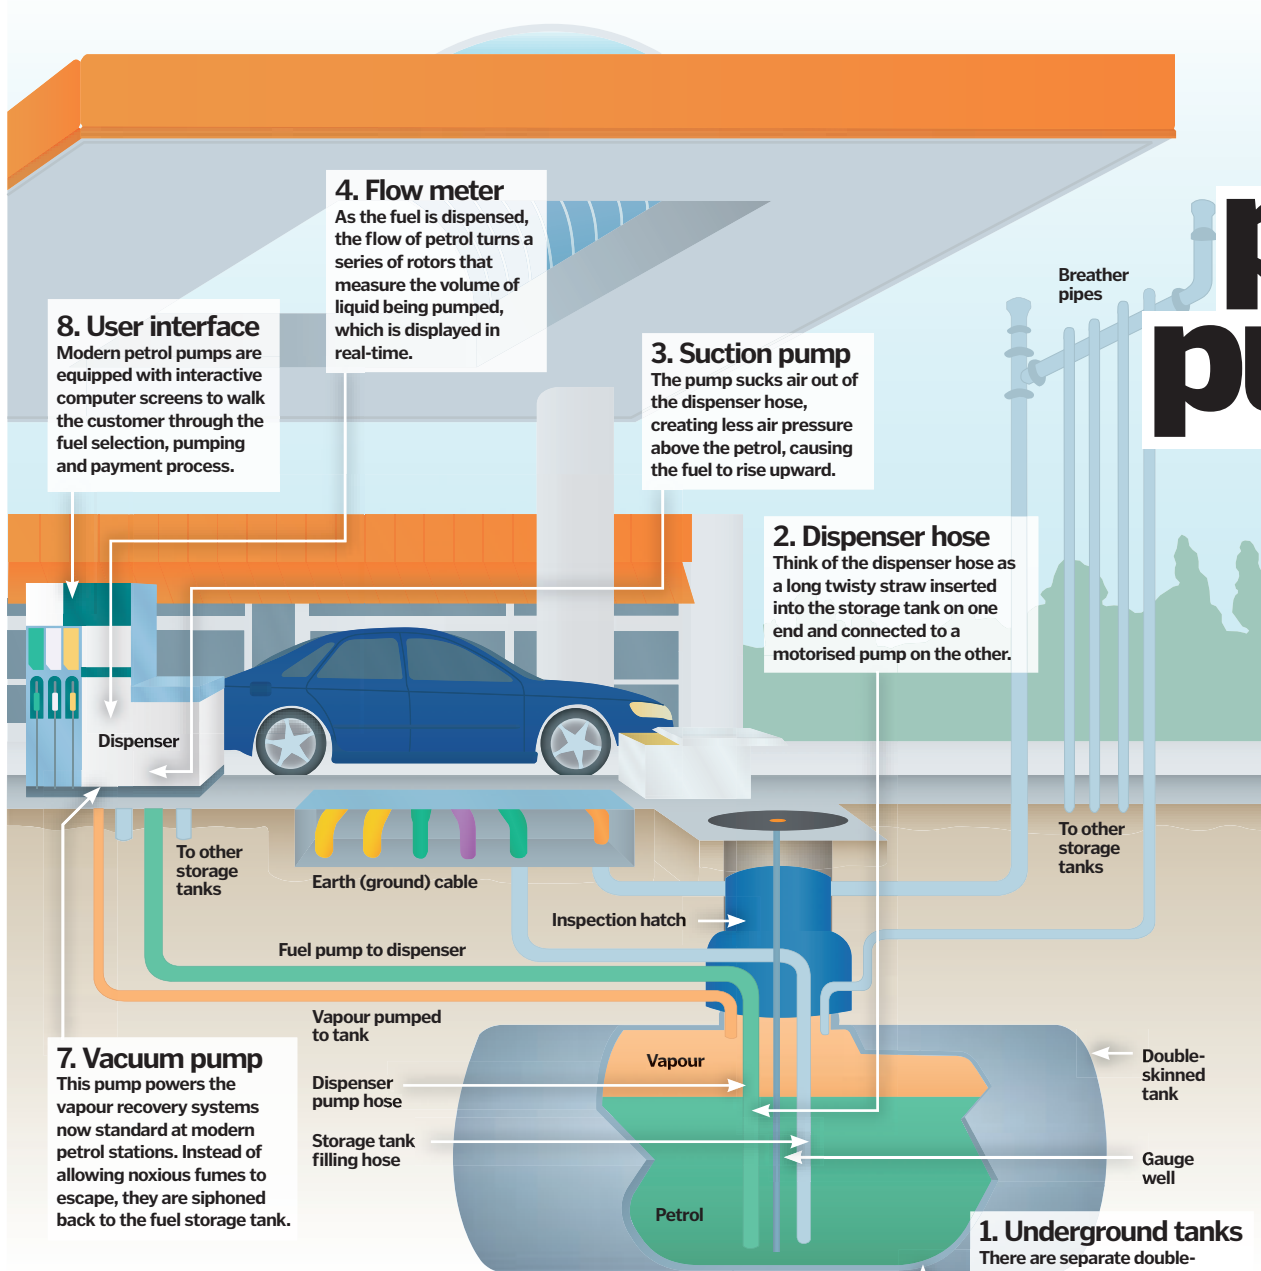 4. Flow meter
As the fuel is dispensed,
the flow of petrol turns a
series of rotors that
measure the volume of
liquid being pumped,
which is displayed in
real-time.
Breather
pipes
8. User interface
Modern petrol pumps are
equipped with interactive
computer screens to walk
the customer through the
fuel selection, pumping
and payment process.
3. Suction pump
The pump sucks air out of
the dispenser hose,
creating less air pressure
above the petrol, causing
the fuel to rise upward.
2. Dispenser hose
Think of the dispenser hose as
a long twisty straw inserted
into the storage tank on one
end and connected to a
motorised pump on the other.
Dispenser
To other
storage
tanks
Earth (ground) cable
To other
storage
tanks
Inspection hatch
Fuel pump to dispenser
Vapour pumped
to tank
7. Vacuum pump
This pump powers the
vapour recovery systems
now standard at modern
petrol stations. Instead of
allowing noxious fumes to
escape, they are siphoned
back to the fuel storage tank.
Vapour
Dispenser
pump hose
Storage tank
filling hose
Petrol
Double-
skinned
tank
Gauge
well
1. Underground tanks
There are separate double-